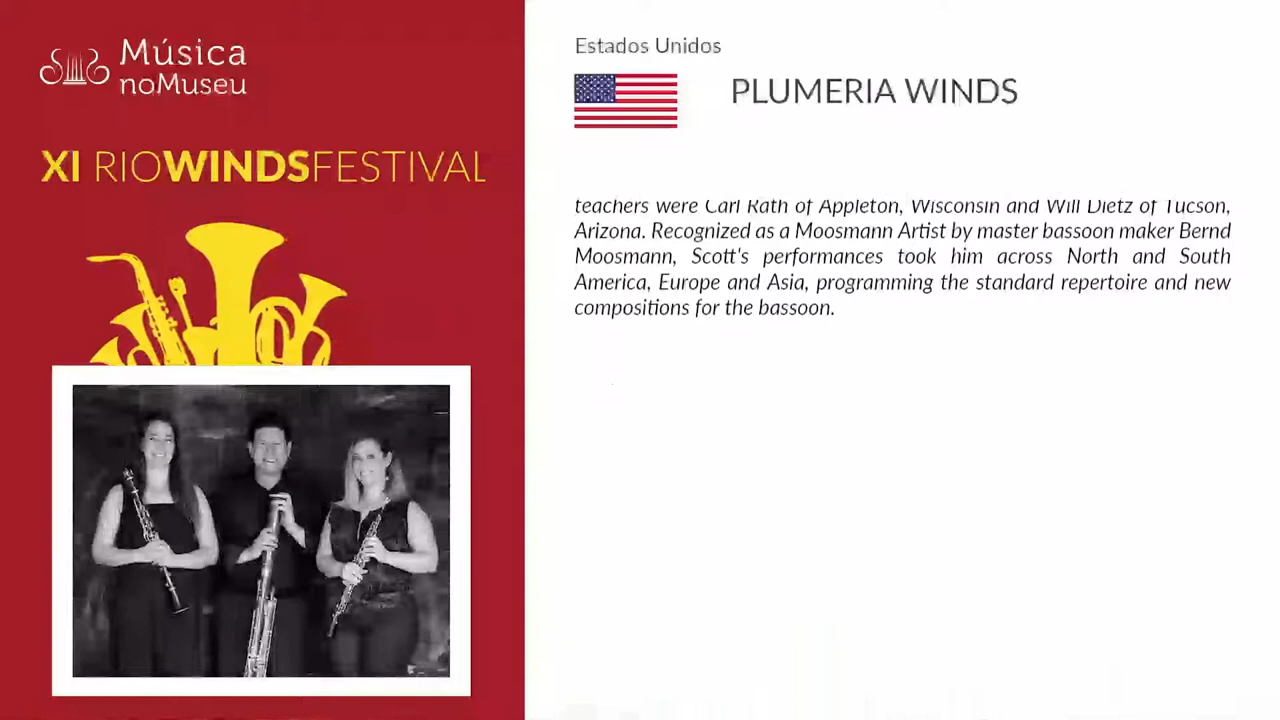 Música
noMuseu
XI RIOWINDSFESTIVAL
Estados Unidos
PLUMERIA WINDS
teachers were Carl Rath of Appleton, Wisconsin and Will Dietz of Tucson,
Arizona. Recognized as a Moosmann Artist by master bassoon maker Bernd
Moosmann, Scott's performances took him across North and South
America, Europe and Asia, programming the standard repertoire and new
compositions for the bassoon.